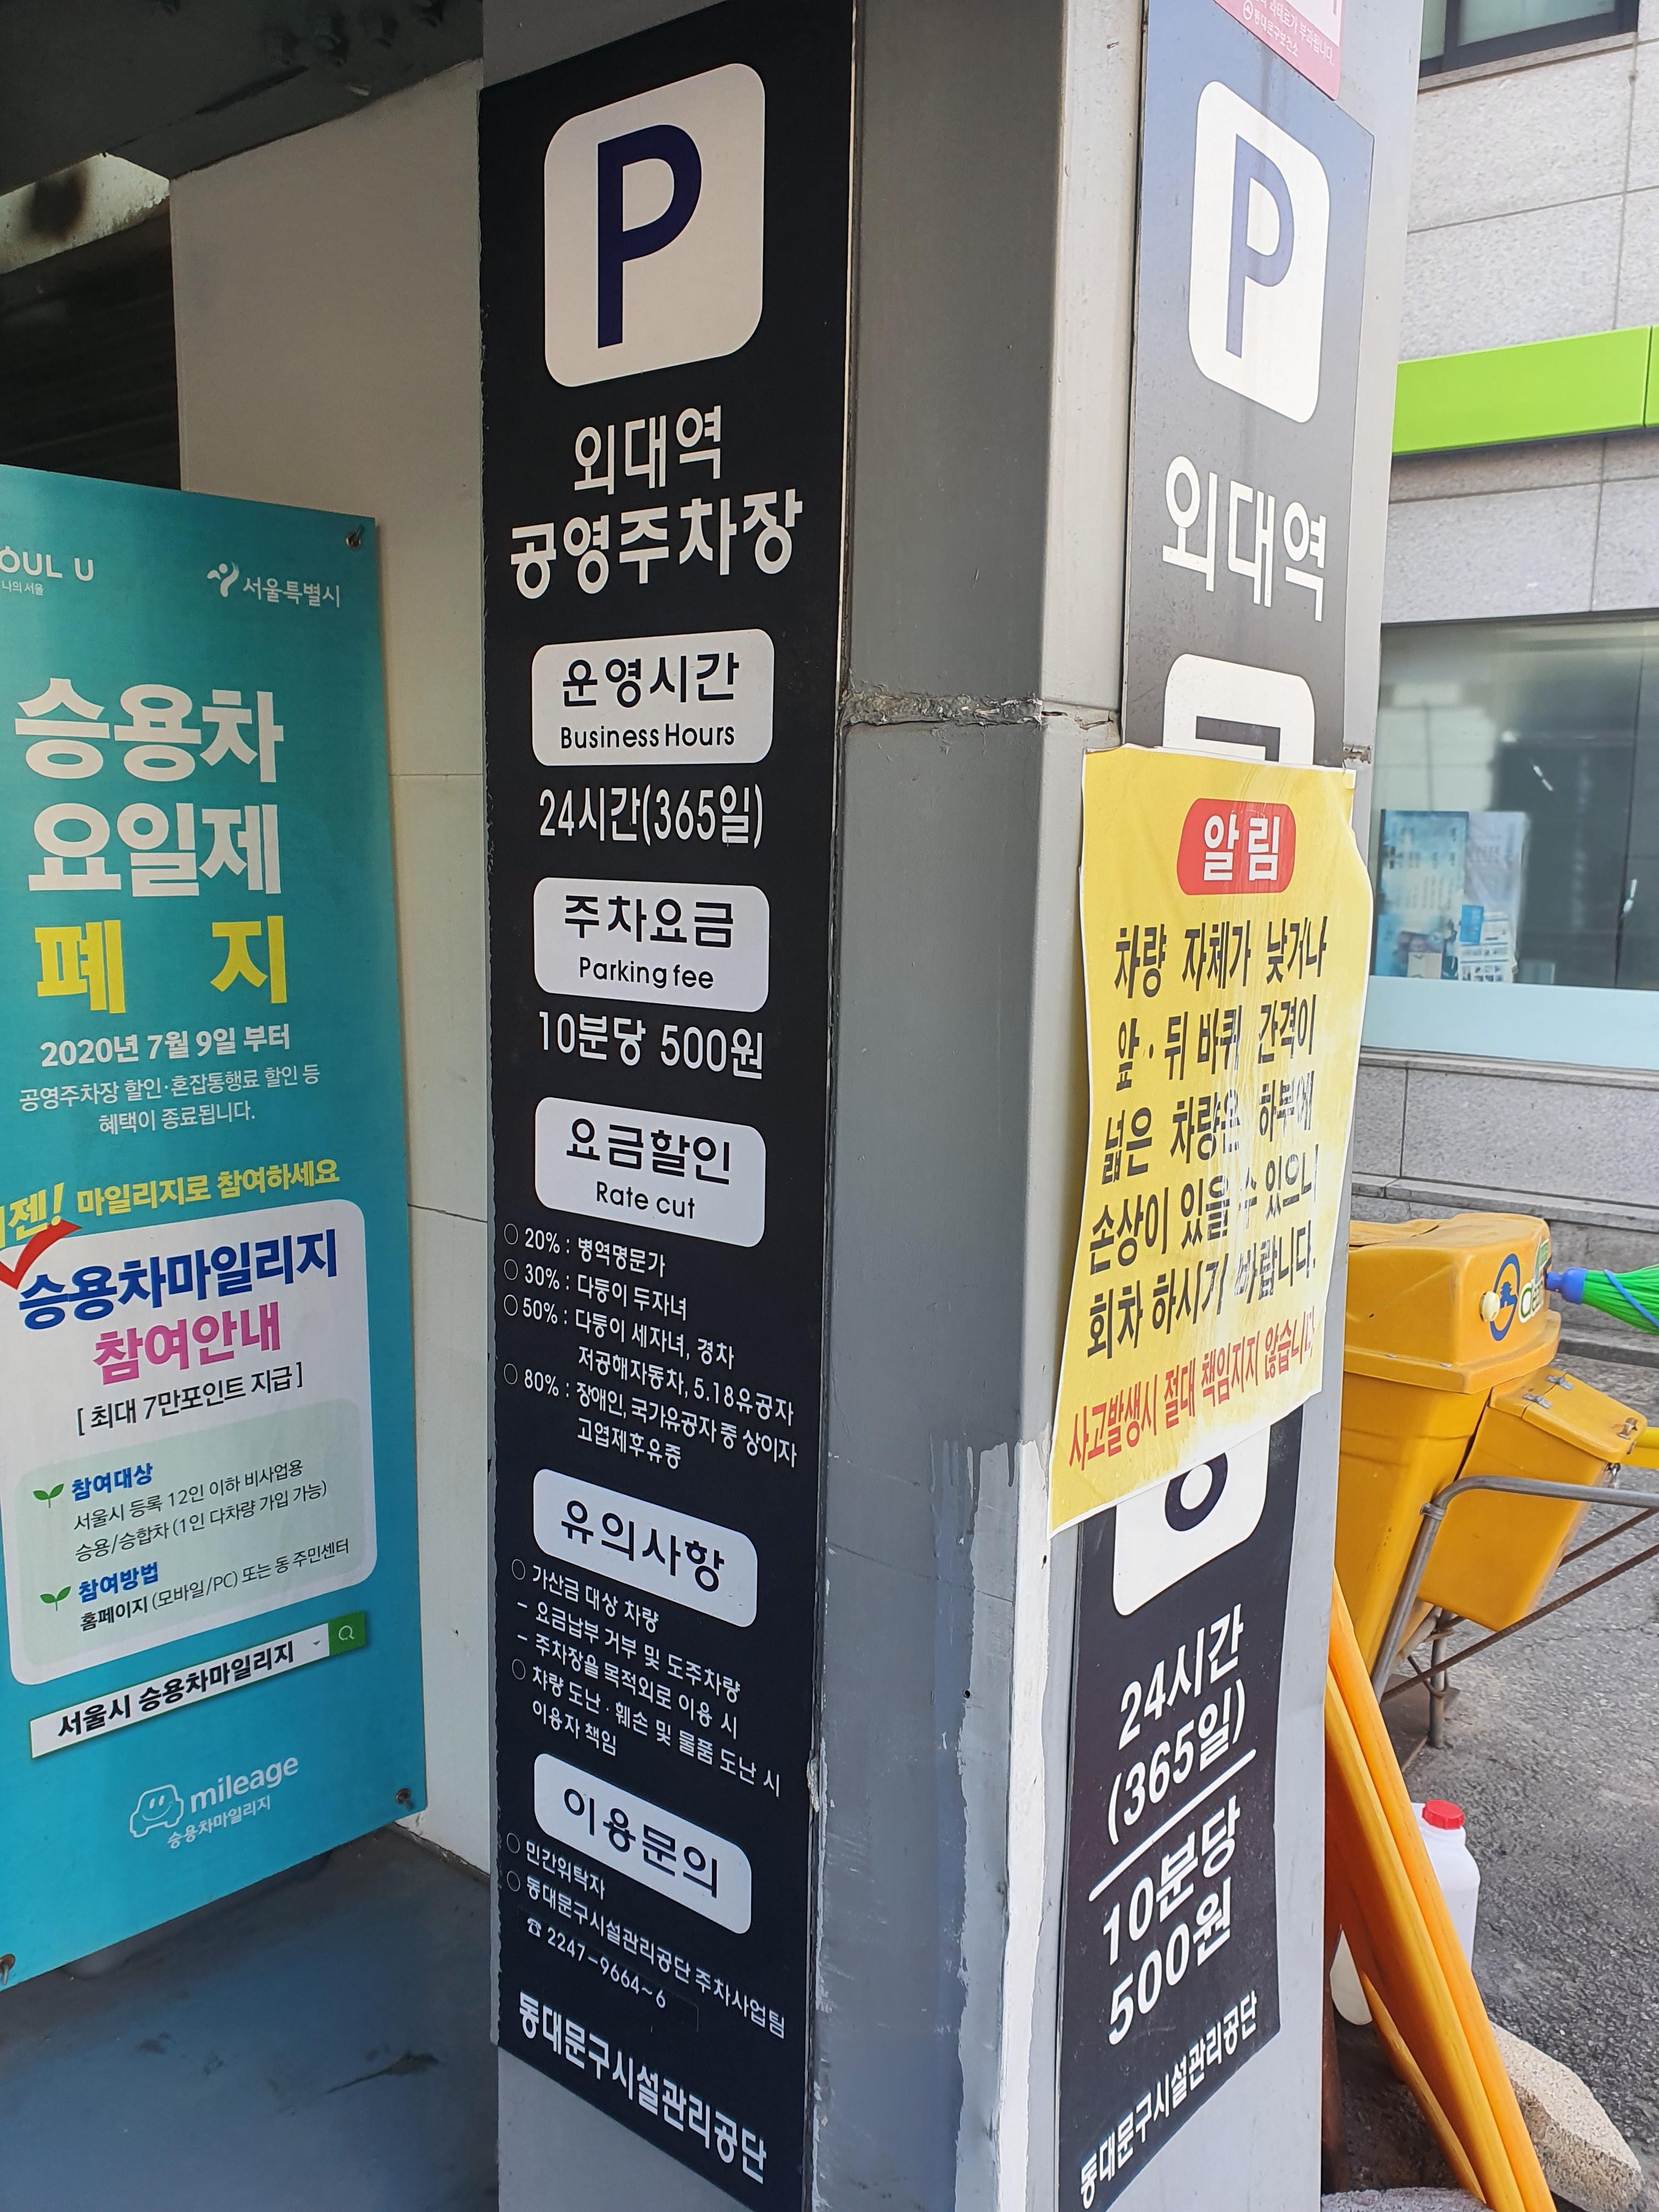 OUL U
나의 서울
서울특별시
승용차
요일제
폐 지
2020년 7월 9일 부터
공영주차장 할인·혼잡통행료 할인 등
혜택이 종료됩니다.
젠! 마일리지로 참여하세요
승용차마일리지
참여안내
[ 최대 7만포인트 지급 ]
참여대상
서울시 등록 12인 이하 비사업용
승용/승합차 (1인 다차량 가입 가능)
참여방법
홈페이지 (모바일/PC) 또는 동 주민센터
서울시 승용차마일리지
mileage
승용차마일리지
P
외대역
공영주차장
운영시간
Business Hours
24시간(365일)
주차요금
Parking fee
10분당 500원
요금할인
Rate cut
○ 20% : 병역명문가
○ 30% : 다둥이 두자녀
○ 50% : 다둥이 세자녀, 경차
저공해자동차, 5.18유공자
○ 80% : 장애인, 국가유공자 중 상이자
고엽제후유증
유의사항
○ 가산금 대상 차량
- 요금납부 거부 및 도주차량
- 주차장을 목적외로 이용 시
○ 차량 도난·훼손 및 물품 도난 시
이용자 책임
이용문의
○ 민간위탁자
○ 동대문구시설관리공단 주차사업팀
☎ 2247-9664~6
동대문구시설관리공단
과태료가 부과됩니다.
동대문구보건소
P
외대역
알림
차량 자체가 낮거나
앞·뒤 바퀴 간격이
넓은 차량은 하부에
손상이 있을 수 있으니
회차 하시기 바랍니다.
사고발생시 절대 책임지지 않습니다
24시간
(365일)
10분당
500원
동대문구시설관리공단